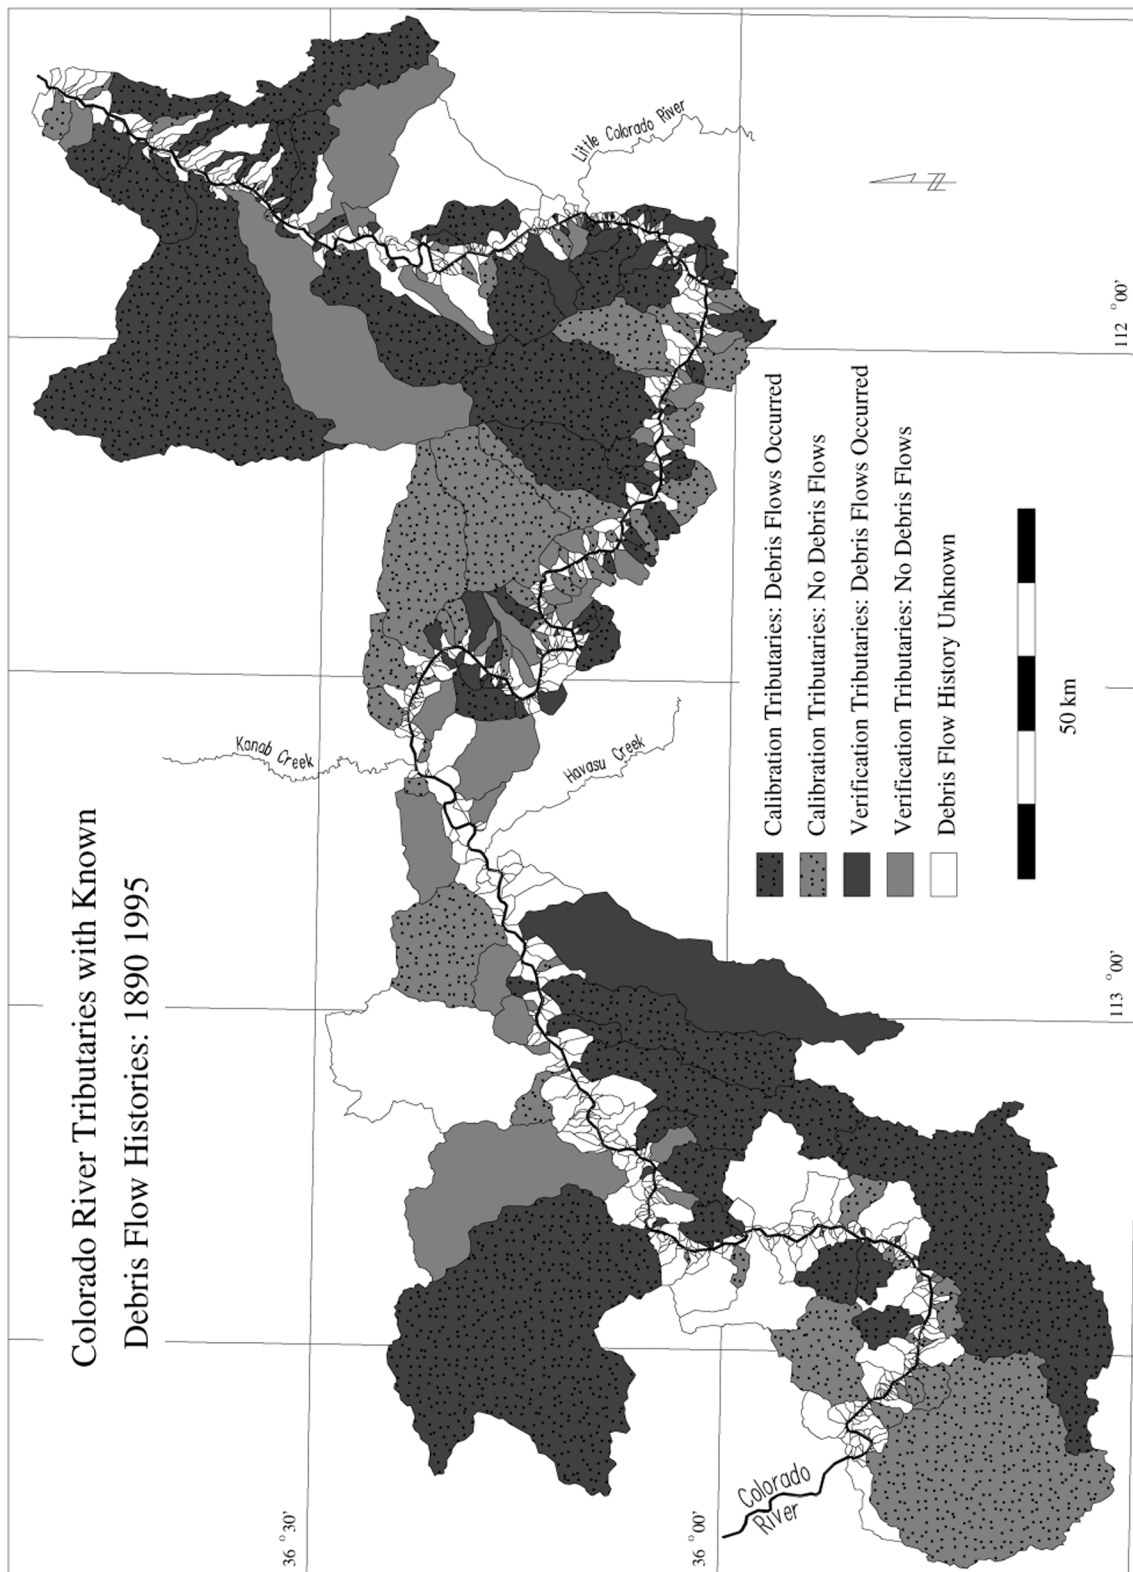 Colorado River Tributaries with Known
Debris Flow Histories: 1890 1995
36 ° 30'
36 ° 00'
113 ° 00'
112 ° 00'
Kanab Creek
Havasu Creek
Little Colorado River
Colorado
River
N
Calibration Tributaries: Debris Flows Occurred
Calibration Tributaries: No Debris Flows
Verification Tributaries: Debris Flows Occurred
Verification Tributaries: No Debris Flows
Debris Flow History Unknown
50 km